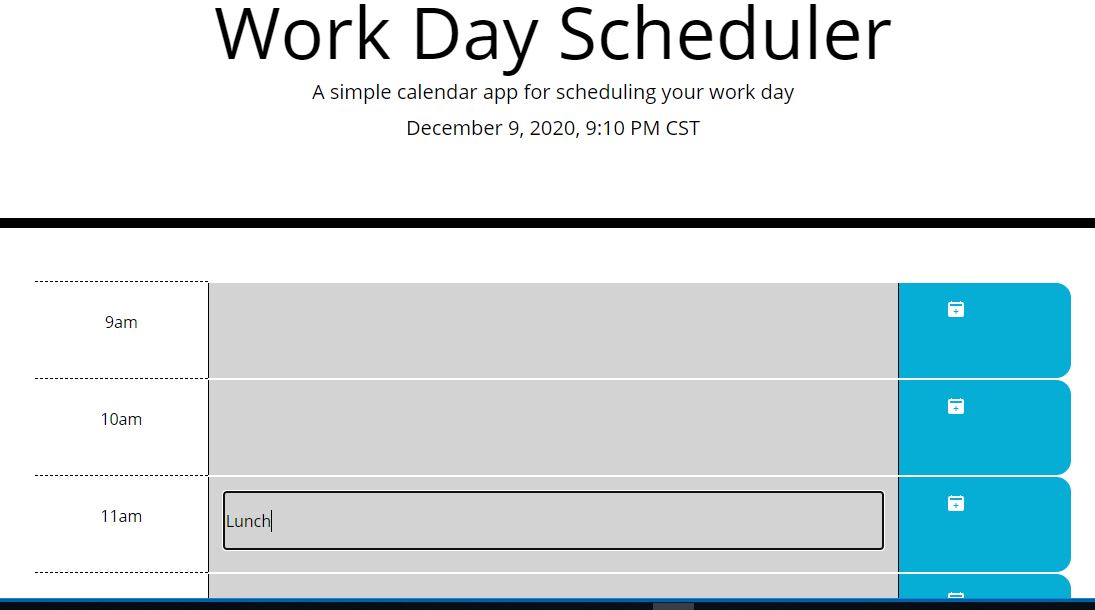 Work Day Scheduler
A simple calendar app for scheduling your work day
December 9, 2020, 9:10 PM CST
9am
10am
11am
Lunch